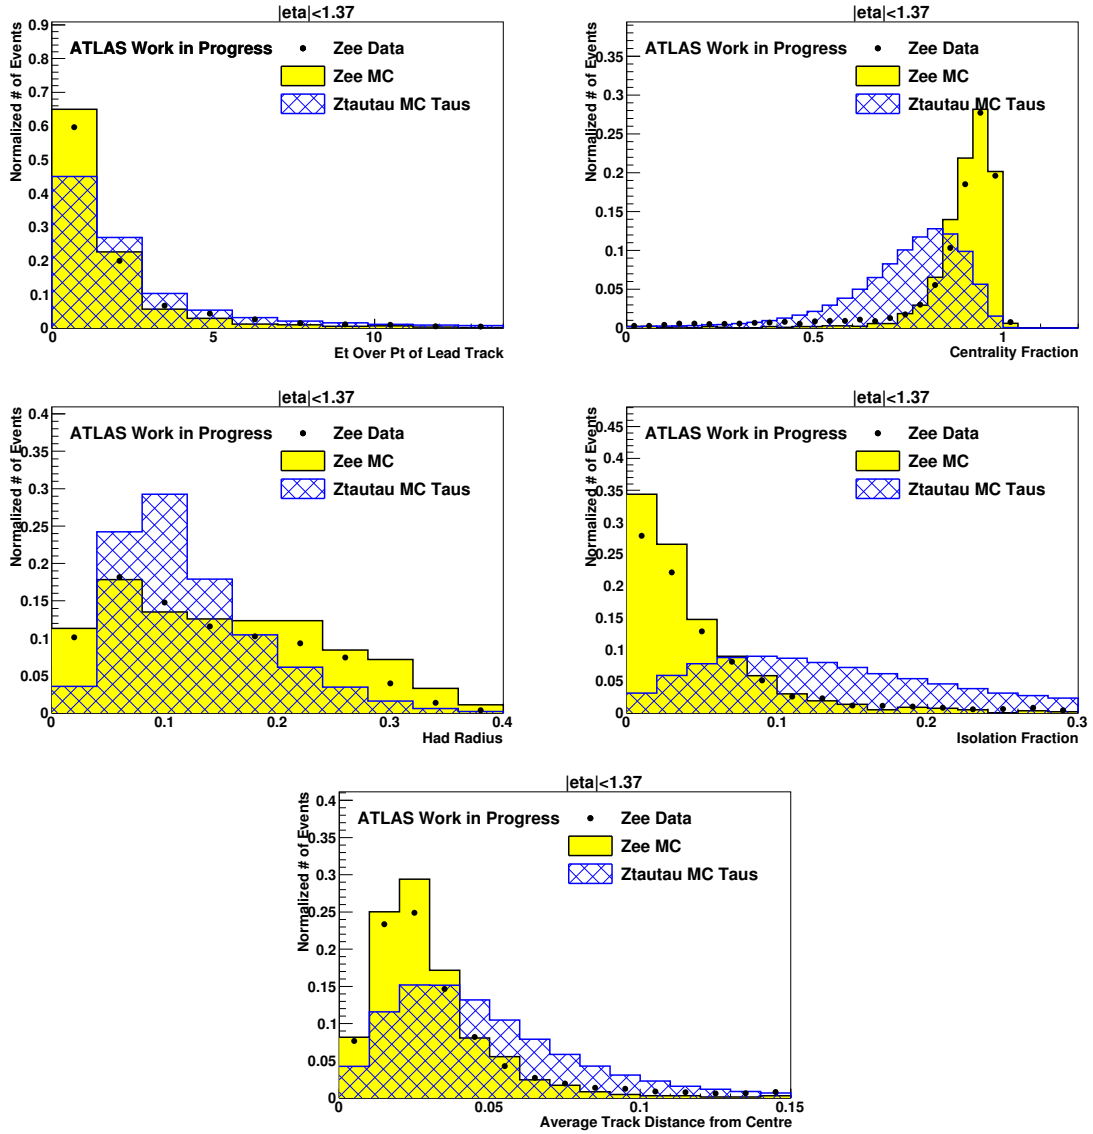 |eta|<1.37
Normalized # of Events
0.9
0.8
0.7
0.6
0.5
0.4
0.3
0.2
0.1
0
ATLAS Work in Progress
Zee Data
Zee MC
Ztautau MC Taus
5
10
Et Over Pt of Lead Track
|eta|<1.37
Normalized # of Events
0.35
0.3
0.25
0.2
0.15
0.1
0.05
0
ATLAS Work in Progress
Zee Data
Zee MC
Ztautau MC Taus
0
0.5
1
Centrality Fraction
|eta|<1.37
Normalized # of Events
0.4
0.35
0.3
0.25
0.2
0.15
0.1
0.05
0
ATLAS Work in Progress
Zee Data
Zee MC
Ztautau MC Taus
0
0.1
0.2
0.3
0.4
Had Radius
|eta|<1.37
Normalized # of Events
0.45
0.4
0.35
0.3
0.25
0.2
0.15
0.1
0.05
0
ATLAS Work in Progress
Zee Data
Zee MC
Ztautau MC Taus
0
0.1
0.2
0.3
Isolation Fraction
|eta|<1.37
Normalized # of Events
0.4
0.35
0.3
0.25
0.2
0.15
0.1
0.05
0
ATLAS Work in Progress
Zee Data
Zee MC
Ztautau MC Taus
0
0.05
0.1
0.15
Average Track Distance from Centre